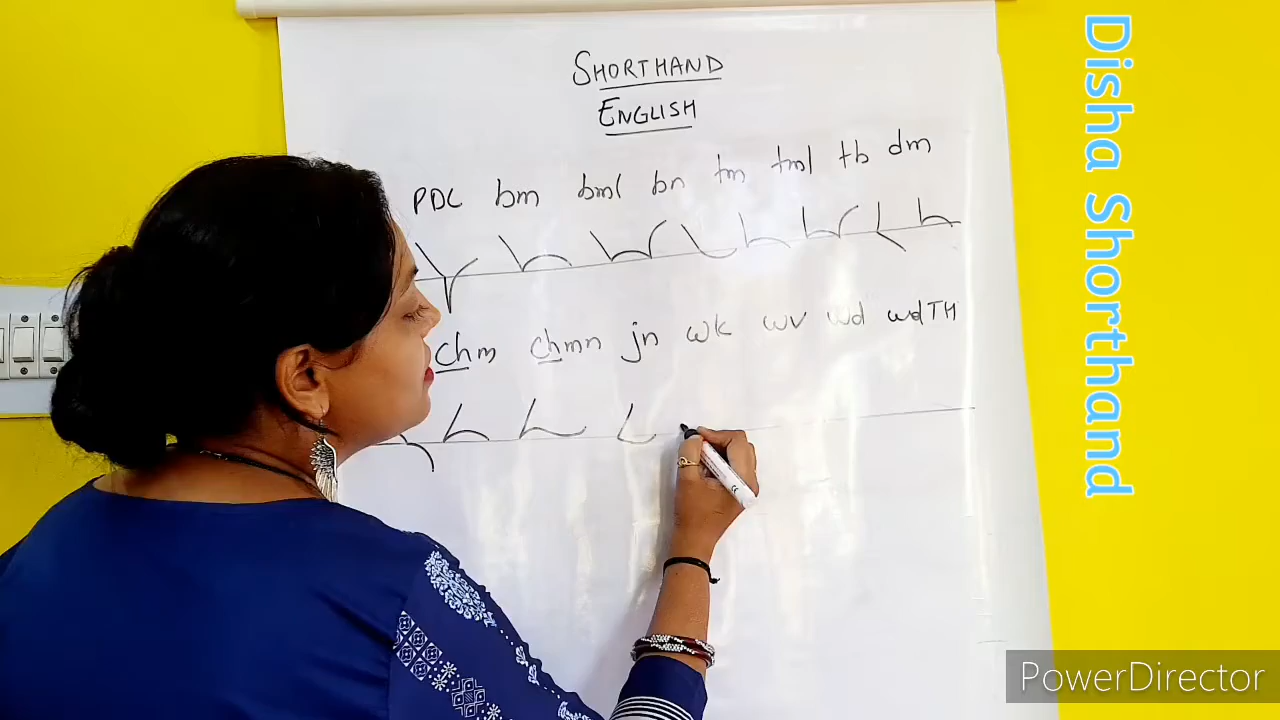 SHORTHAND
ENGLISH
PDL bm bml bn tm tml tb dm
chm chmn jn wk wv wd wdTH
Disha Shorthand
PowerDirector